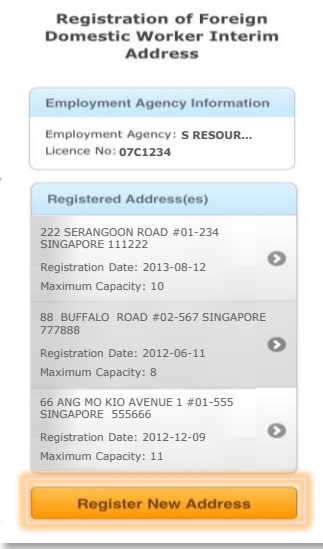 Registration of Foreign
Domestic Worker Interim
Address
Employment Agency Information
Employment Agency: S RESOUR...
Licence No: 07C1234
Registered Address(es)
222 SERANGOON ROAD #01-234
SINGAPORE 111222
Registration Date: 2013-08-12
Maximum Capacity: 10
88 BUFFALO ROAD #02-567 SINGAPORE
777888
Registration Date: 2012-06-11
Maximum Capacity: 8
66 ANG MO KIO AVENUE 1 #01-555
SINGAPORE 555666
Registration Date: 2012-12-09
Maximum Capacity: 11
Register New Address